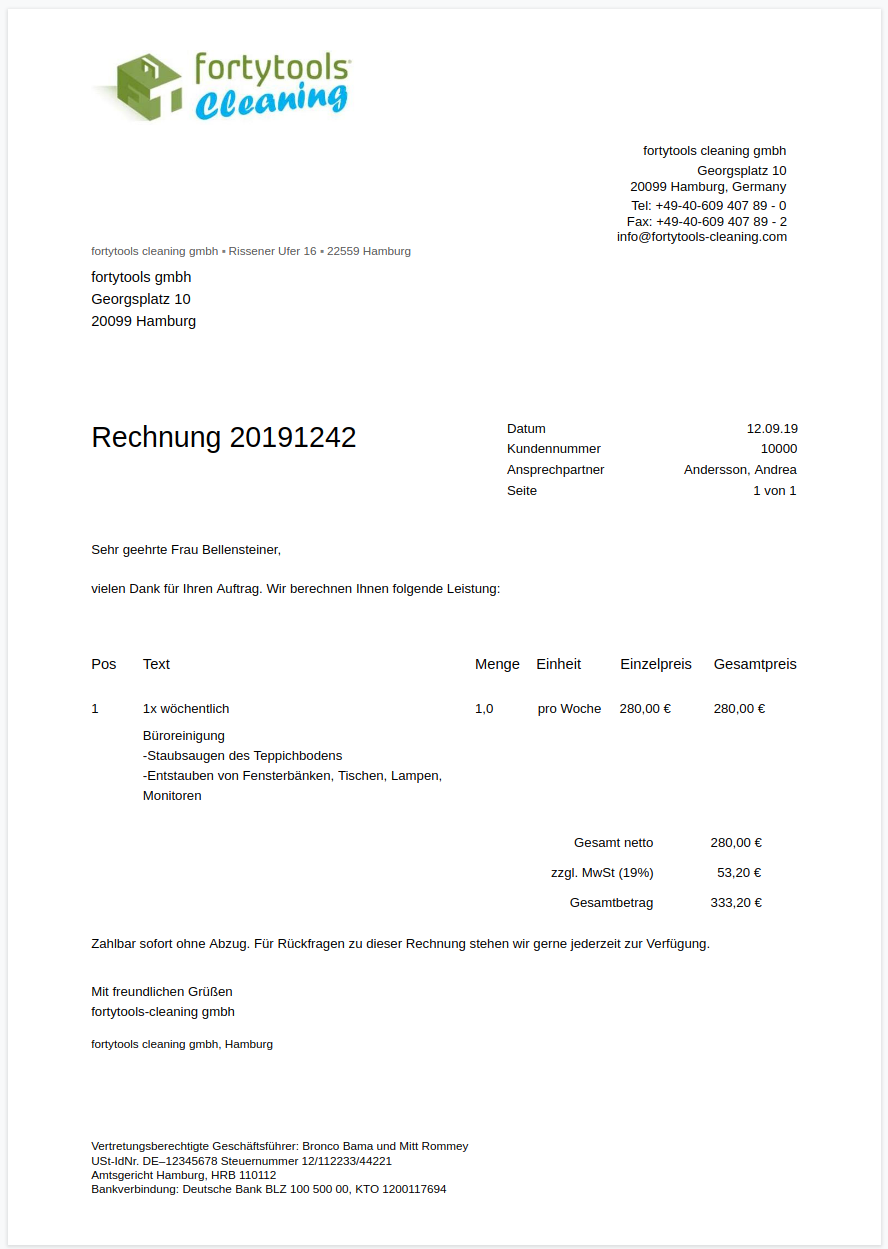 fortytools
Cleaning
fortytools cleaning gmbh
Georgsplatz 10
20099 Hamburg, Germany
Tel: +49-40-609 407 89 - 0
Fax: +49-40-609 407 89 - 2
info@fortytools-cleaning.com
fortytools cleaning gmbh ▪ Rissener Ufer 16 ▪ 22559 Hamburg
fortytools gmbh
Georgsplatz 10
20099 Hamburg
Rechnung 20191242
Datum 12.09.19
Kundennummer 10000
Ansprechpartner Andersson, Andrea
Seite 1 von 1
Sehr geehrte Frau Bellensteiner,
vielen Dank für Ihren Auftrag. Wir berechnen Ihnen folgende Leistung:
Pos Text Menge Einheit Einzelpreis Gesamtpreis
1 1x wöchentlich 1,0 pro Woche 280,00 € 280,00 €
Büroreinigung
-Staubsaugen des Teppichbodens
-Entstauben von Fensterbänken, Tischen, Lampen,
Monitoren
Gesamt netto 280,00 €
zzgl. MwSt (19%) 53,20 €
Gesamtbetrag 333,20 €
Zahlbar sofort ohne Abzug. Für Rückfragen zu dieser Rechnung stehen wir gerne jederzeit zur Verfügung.
Mit freundlichen Grüßen
fortytools-cleaning gmbh
fortytools cleaning gmbh, Hamburg
Vertretungsberechtigte Geschäftsführer: Bronco Bama und Mitt Rommey
USt-IdNr. DE–12345678 Steuernummer 12/112233/44221
Amtsgericht Hamburg, HRB 110112
Bankverbindung: Deutsche Bank BLZ 100 500 00, KTO 1200117694